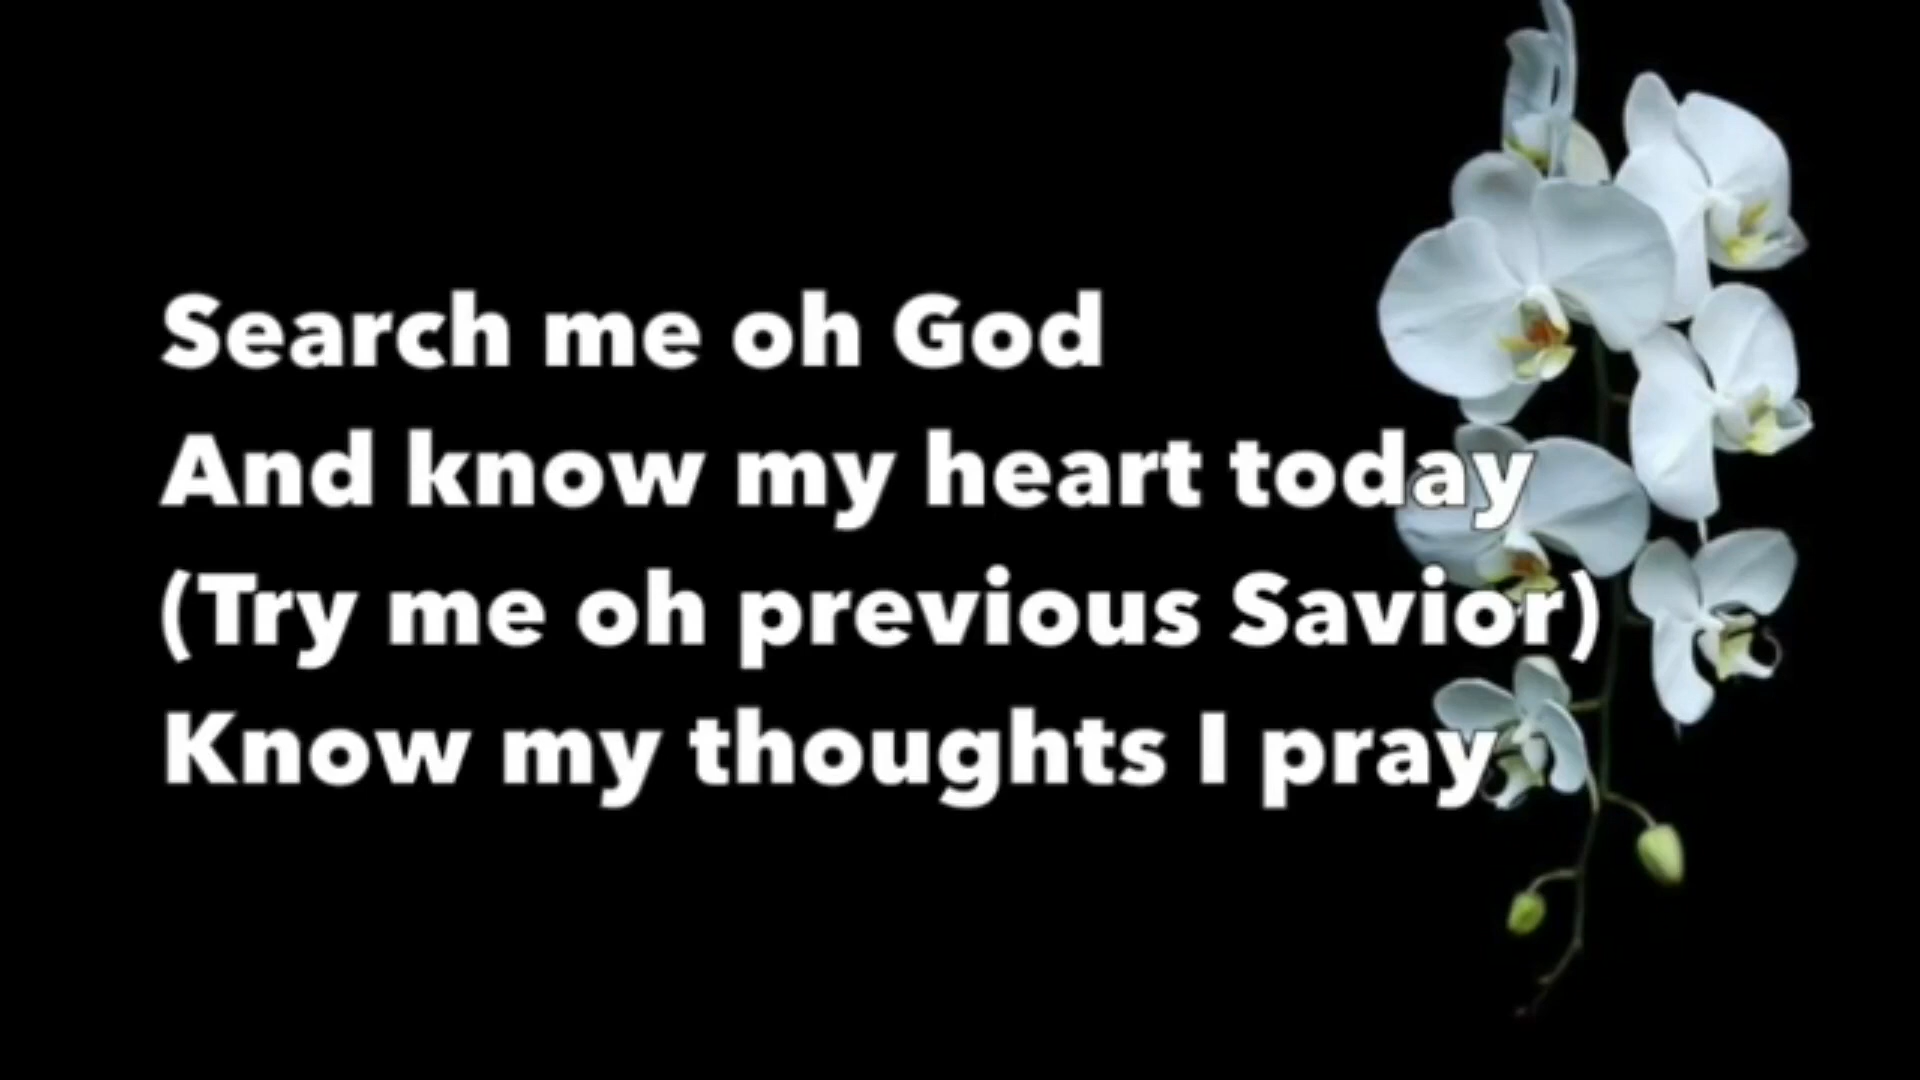 Search me oh God
And know my heart today
(Try me oh previous Savior)
Know my thoughts I pray